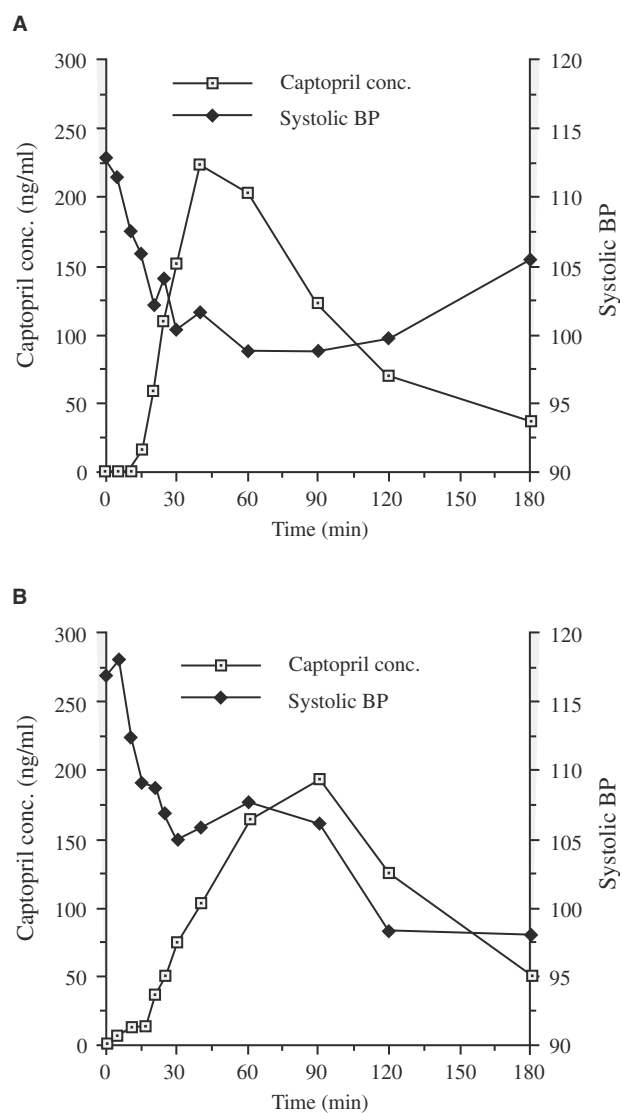 A
300 120
Captopril conc.
Systolic BP
250 115
200 110
150 105
100 100
50 95
0 90
Captopril conc. (ng/ml)
Systolic BP
0 30 60 90 120 150 180
Time (min)
B
300 120
Captopril conc.
Systolic BP
250 115
200 110
150 105
100 100
50 95
0 90
Captopril conc. (ng/ml)
Systolic BP
0 30 60 90 120 150 180
Time (min)